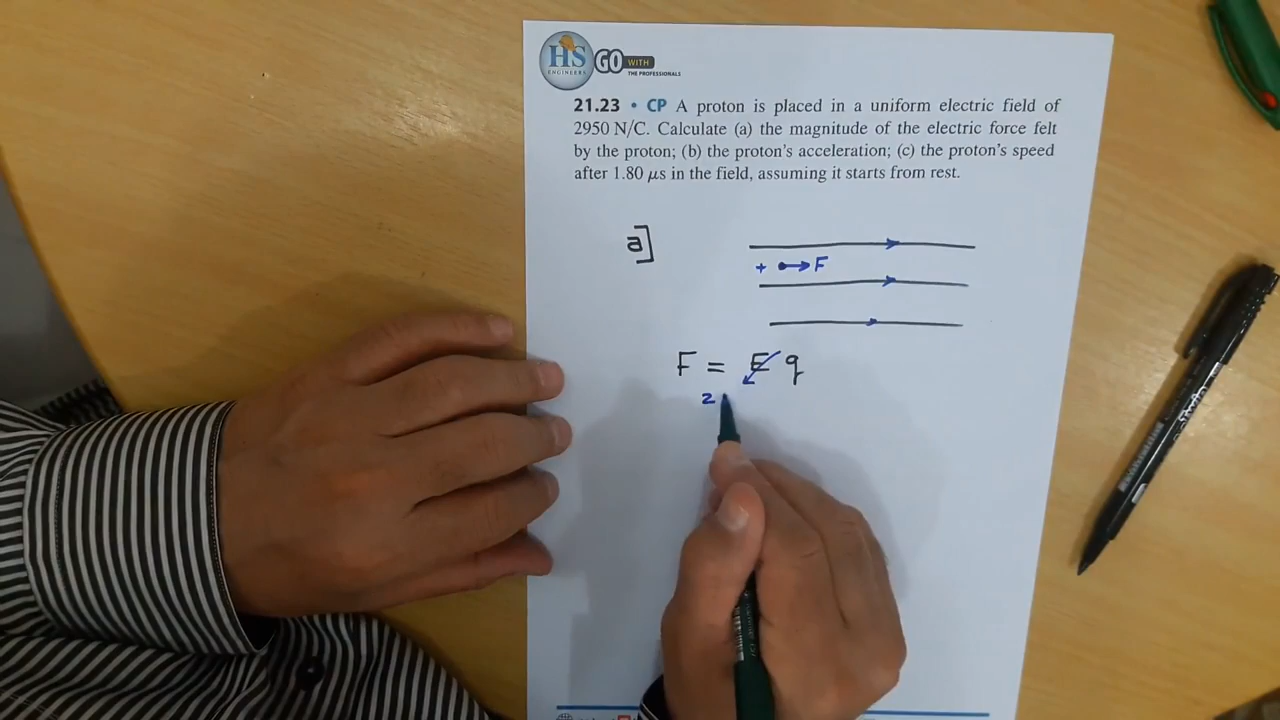 HS GO WITH
ENGINEERS THE PROFESSIONALS
21.23 • CP A proton is placed in a uniform electric field of
2950 N/C. Calculate (a) the magnitude of the electric force felt
by the proton; (b) the proton's acceleration; (c) the proton's speed
after 1.80 μs in the field, assuming it starts from rest.
a]
+ F
F = E q
2